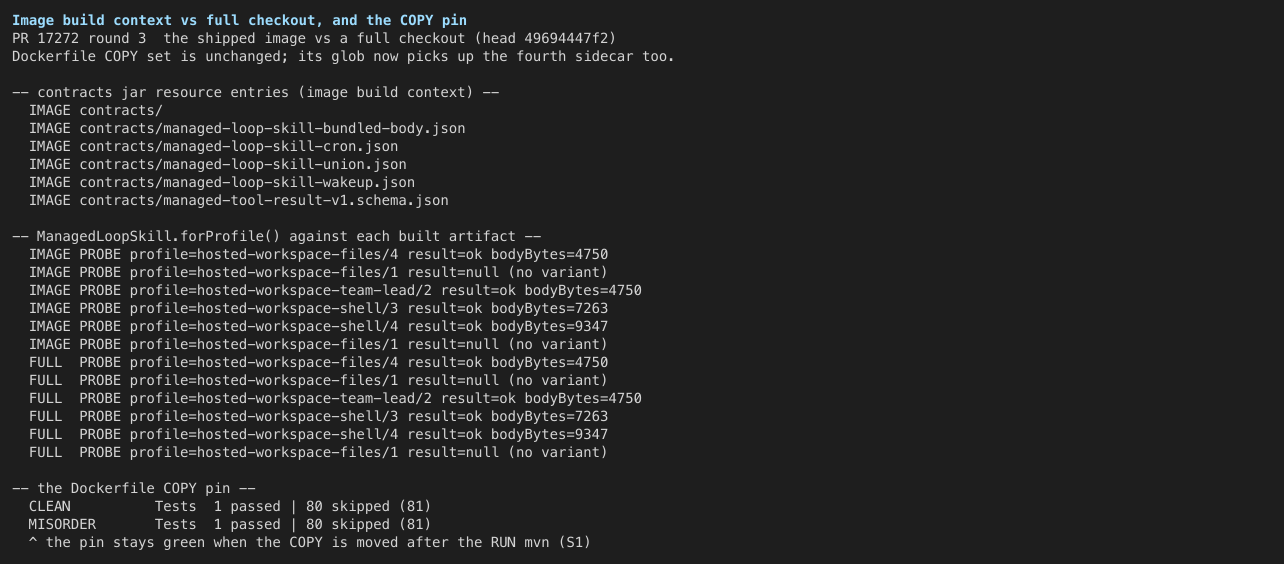 Image build context vs full checkout, and the COPY pin
PR 17272 round 3  the shipped image vs a full checkout (head 49694447f2)
Dockerfile COPY set is unchanged; its glob now picks up the fourth sidecar too.
—— contracts jar resource entries (image build context) ——
IMAGE contracts/
IMAGE contracts/managed-loop-skill-bundled-body.json
IMAGE contracts/managed-loop-skill-cron.json
IMAGE contracts/managed-loop-skill-union.json
IMAGE contracts/managed-loop-skill-wakeup.json
IMAGE contracts/managed-tool-result-v1.schema.json
—— ManagedLoopSkill.forProfile() against each built artifact ——
IMAGE PROBE profile=hosted-workspace-files/4 result=ok bodyBytes=4750
IMAGE PROBE profile=hosted-workspace-files/1 result=null (no variant)
IMAGE PROBE profile=hosted-workspace-team-lead/2 result=ok bodyBytes=4750
IMAGE PROBE profile=hosted-workspace-shell/3 result=ok bodyBytes=7263
IMAGE PROBE profile=hosted-workspace-shell/4 result=ok bodyBytes=9347
IMAGE PROBE profile=hosted-workspace-files/1 result=null (no variant)
FULL  PROBE profile=hosted-workspace-files/4 result=ok bodyBytes=4750
FULL  PROBE profile=hosted-workspace-files/1 result=null (no variant)
FULL  PROBE profile=hosted-workspace-team-lead/2 result=ok bodyBytes=4750
FULL  PROBE profile=hosted-workspace-shell/3 result=ok bodyBytes=7263
FULL  PROBE profile=hosted-workspace-shell/4 result=ok bodyBytes=9347
FULL  PROBE profile=hosted-workspace-files/1 result=null (no variant)
—— the Dockerfile COPY pin ——
CLEAN          Tests  1 passed | 80 skipped (81)
MISORDER       Tests  1 passed | 80 skipped (81)
^ the pin stays green when the COPY is moved after the RUN mvn (S1)